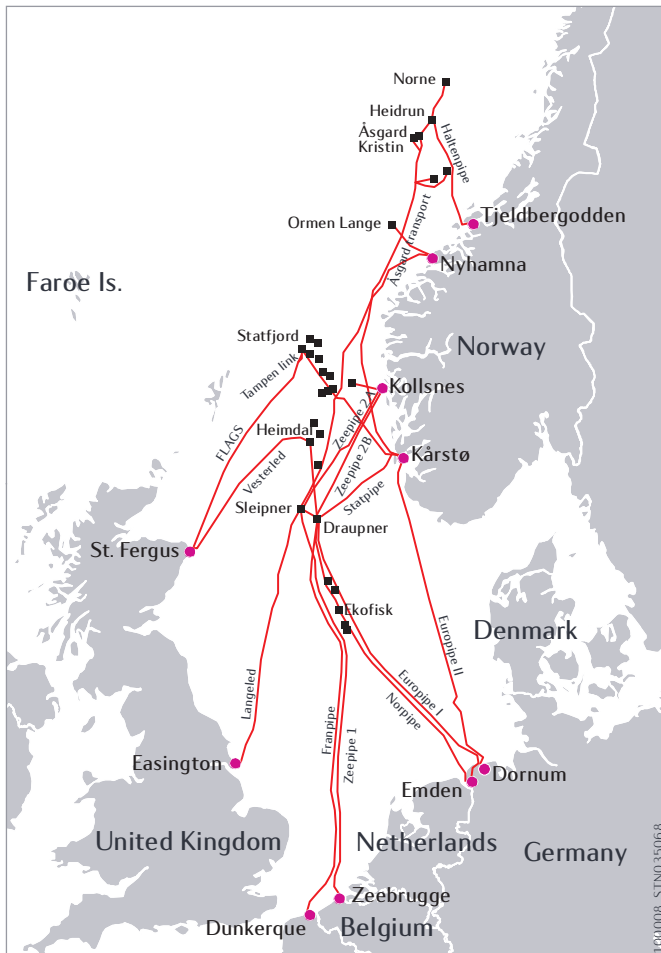 Norne
Heidrun
Åsgard
Kristin
Haltenpipe
Ormen Lange
Tjeldbergodden
Åsgard transport
Nyhamna
Faroe Is.
Statfjord
Norway
Tampen link
Kollsnes
FLAGS
Zeepipe 2A
Heimdal
Vesterled
Zeepipe 2B
Kårstø
Statpipe
Sleipner
Draupner
St. Fergus
Ekofisk
Denmark
Europipe II
Langeled
Europipe I
Norpipe
Franpipe
Zeepipe 1
Easington
Dornum
Emden
United Kingdom
Netherlands
Germany
Zeebrugge
Dunkerque
Belgium
100008_STN035068